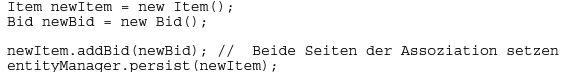 Item newItem = new Item();
Bid newBid = new Bid();

newItem.addBid(newBid); //  Beide Seiten der Assoziation setzen
entityManager.persist(newItem);